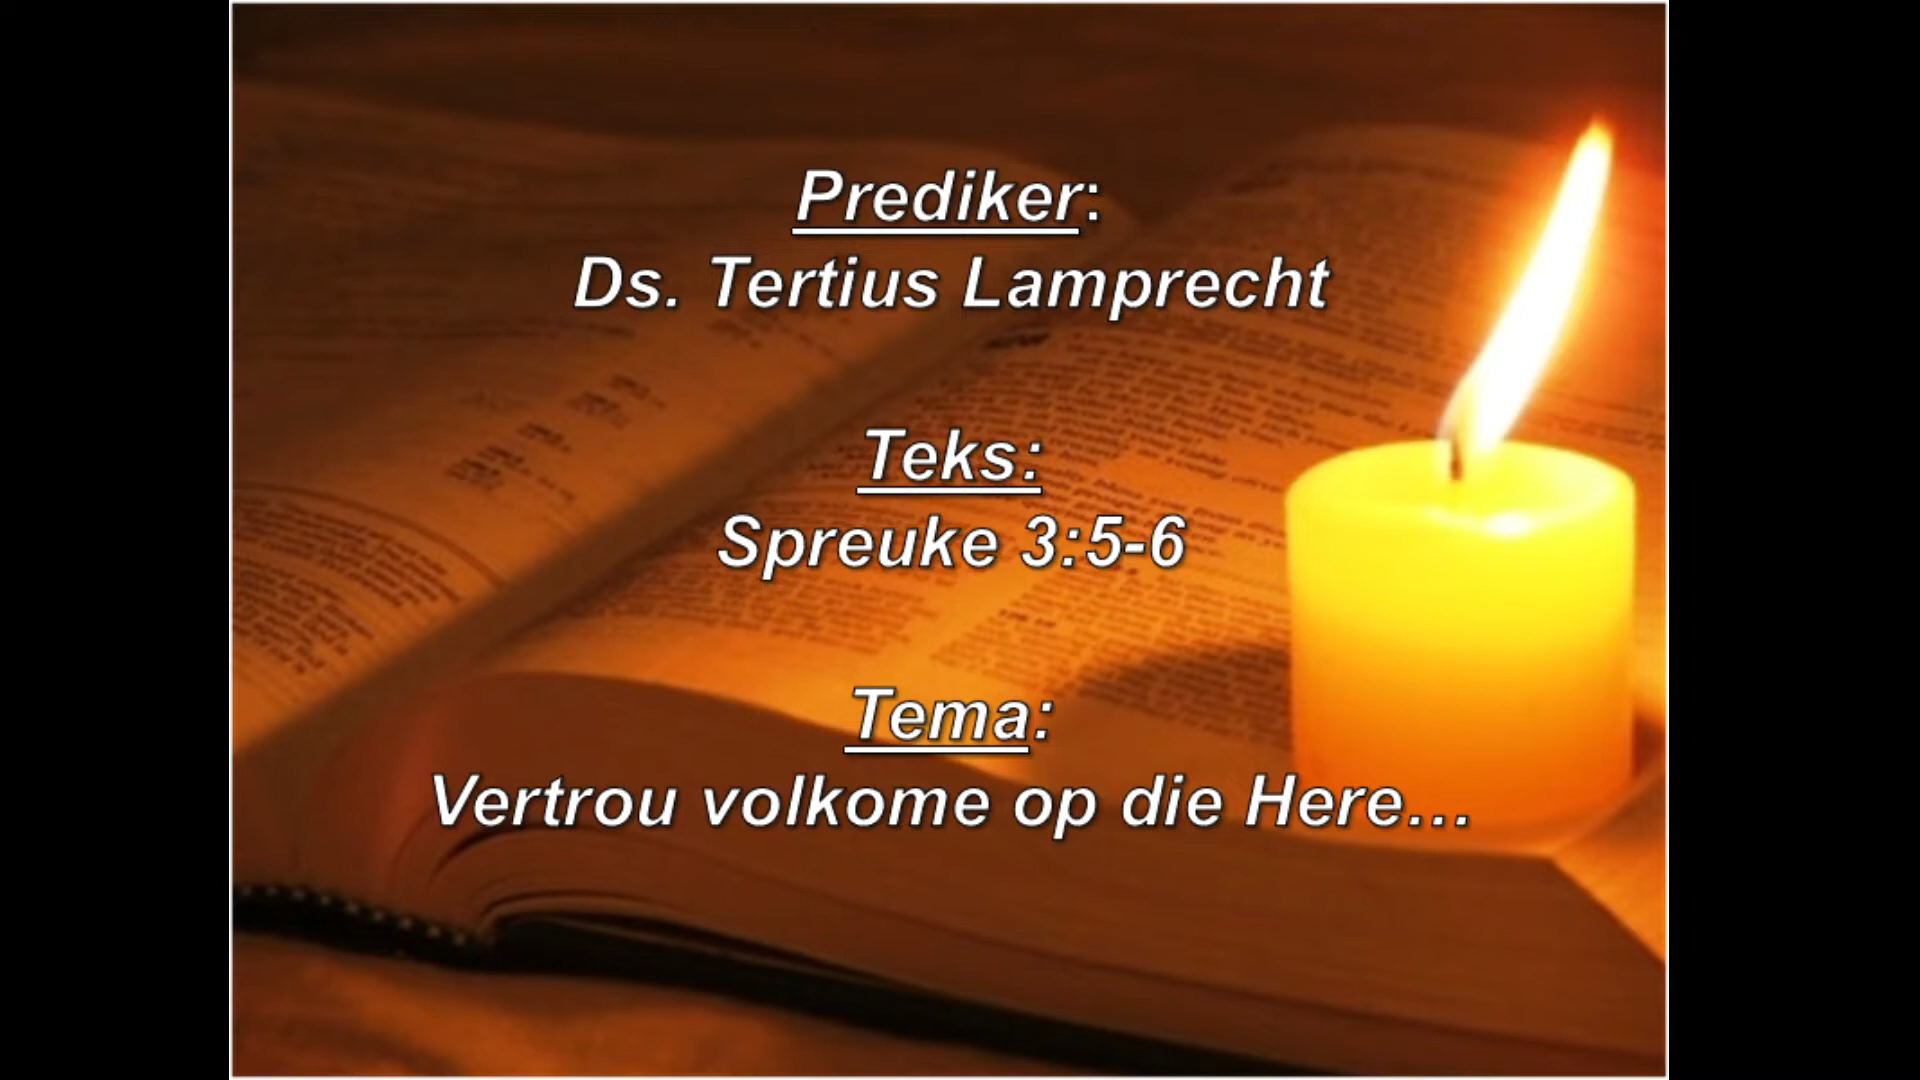 Prediker:
Ds. Tertius Lamprecht
Teks:
Spreuke 3:5-6
Tema:
Vertrou volkome op die Here...